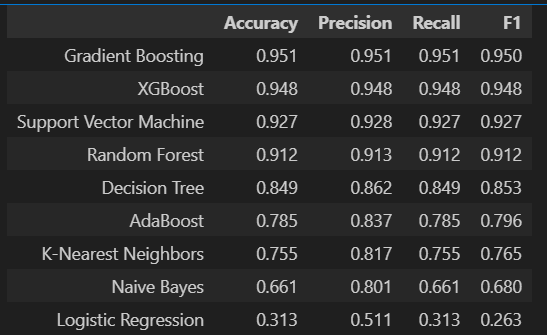 Accuracy Precision Recall F1
Gradient Boosting 0.951 0.951 0.951 0.950
XGBoost 0.948 0.948 0.948 0.948
Support Vector Machine 0.927 0.928 0.927 0.927
Random Forest 0.912 0.913 0.912 0.912
Decision Tree 0.849 0.862 0.849 0.853
AdaBoost 0.785 0.837 0.785 0.796
K-Nearest Neighbors 0.755 0.817 0.755 0.765
Naive Bayes 0.661 0.801 0.661 0.680
Logistic Regression 0.313 0.511 0.313 0.263